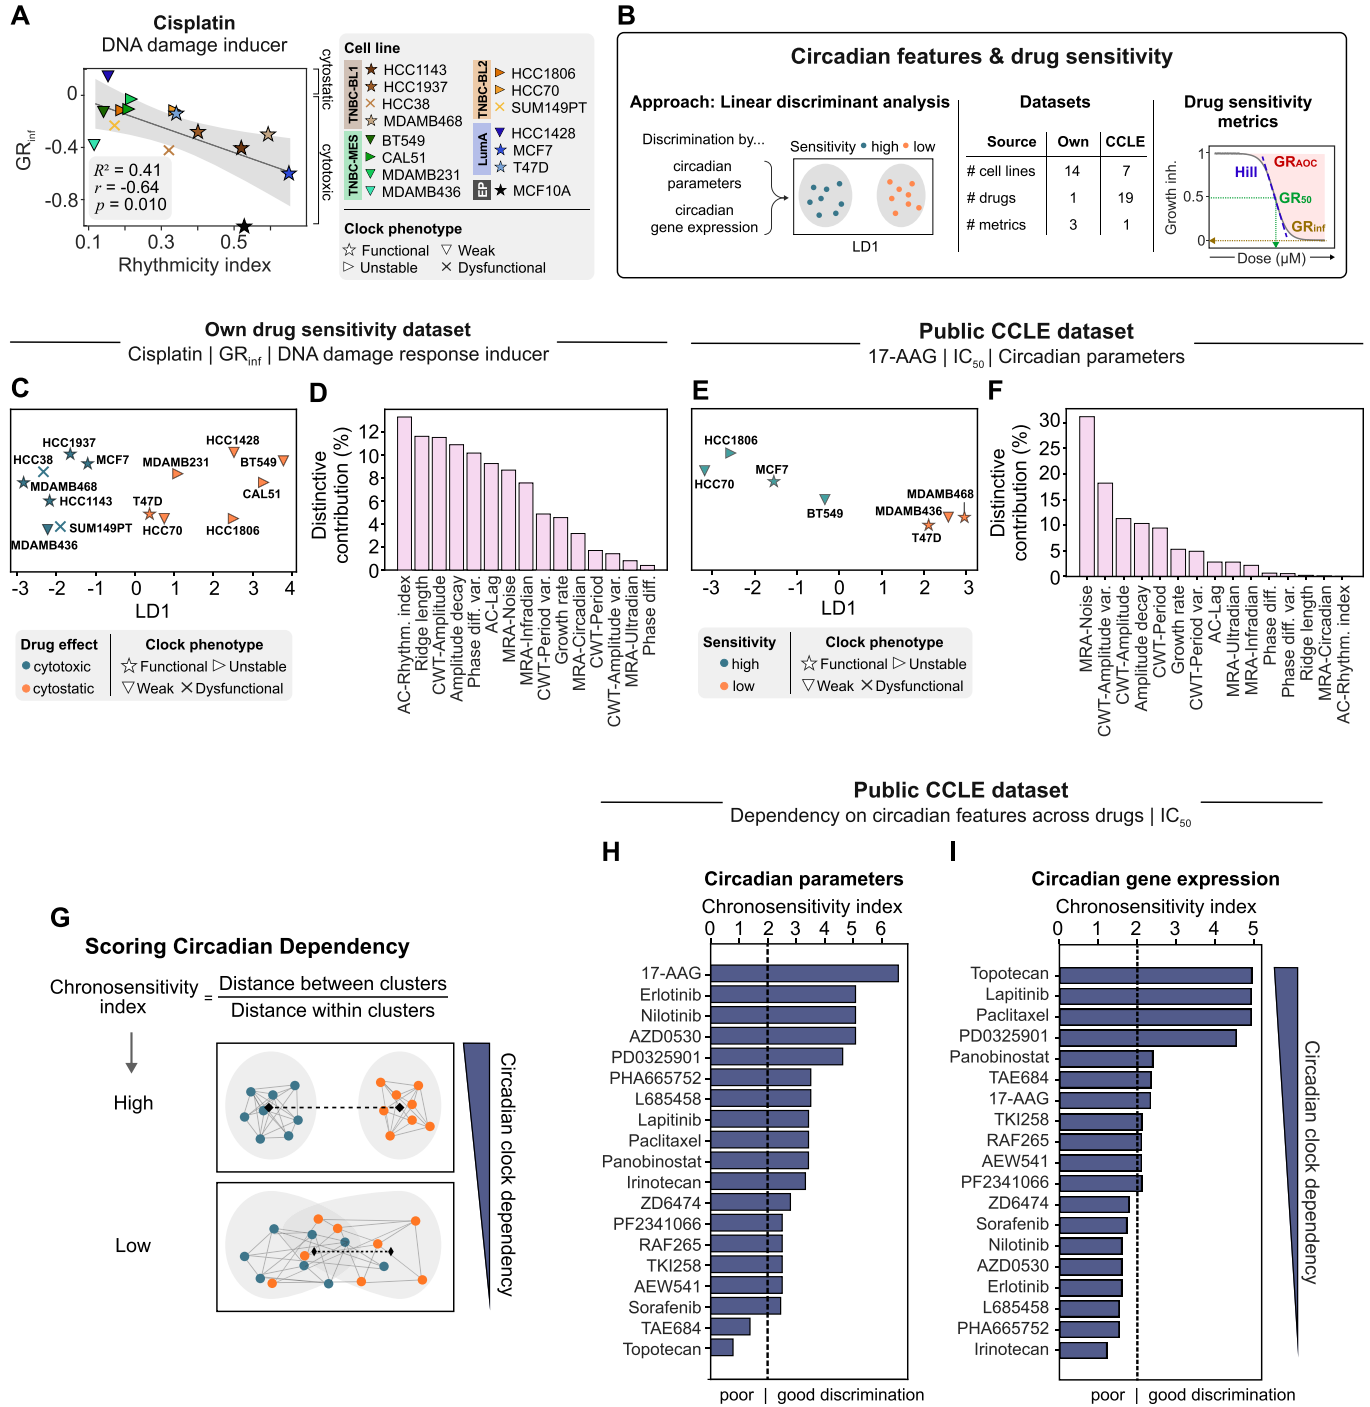 A
Cisplatin
DNA damage inducer
GRinf
0
-0.4
-0.8
R² = 0.41
r = -0.64
p = 0.010
0.1
0.3
0.5
Rhythmicity index
cytostatic
cytotoxic
Cell line
TNBC-BL1
HCC1143
HCC1937
HCC38
MDAMB468
TNBC-MES
BT549
CAL51
MDAMB231
MDAMB436
TNBC-BL2
HCC1806
HCC70
SUM149PT
LumA
HCC1428
MCF7
T47D
EP
MCF10A
Clock phenotype
Functional
Weak
Unstable
Dysfunctional
B
Circadian features & drug sensitivity
Approach: Linear discriminant analysis
Discrimination by...
circadian
parameters
circadian
gene expression
Sensitivity high low
LD1
Datasets
Source Own CCLE
# cell lines 14 7
# drugs 1 19
# metrics 3 1
Drug sensitivity
metrics
Growth inh.
1
0.5
0
Hill
GRAOC
GR50
GRinf
Dose (μM)
Own drug sensitivity dataset
Cisplatin | GRinf | DNA damage response inducer
Public CCLE dataset
17-AAG | IC50 | Circadian parameters
C
HCC1937
HCC38
MCF7
MDAMB468
HCC1143
SUM149PT
MDAMB436
MDAMB231
T47D
HCC70
HCC1428
BT549
CAL51
HCC1806
-3 -2 -1 0 1 2 3 4
LD1
Drug effect
cytotoxic
cytostatic
Clock phenotype
Functional Unstable
Weak Dysfunctional
D
Distinctive
contribution (%)
12
10
8
6
4
2
0
AC-Rhythm. index
Ridge length
CWT-Amplitude
Amplitude decay
Phase diff. var.
AC-Lag
MRA-Noise
MRA-Infradian
CWT-Period var.
Growth rate
MRA-Circadian
CWT-Period
CWT-Amplitude var.
MRA-Ultradian
Phase diff.
E
HCC1806
HCC70
MCF7
BT549
MDAMB468
MDAMB436
T47D
-3 -2 -1 0 1 2 3
LD1
Sensitivity
high
low
Clock phenotype
Functional Unstable
Weak Dysfunctional
F
Distinctive
contribution (%)
30
25
20
15
10
5
0
MRA-Noise
CWT-Amplitude var.
CWT-Amplitude
Amplitude decay
CWT-Period
Growth rate
CWT-Period var.
AC-Lag
MRA-Ultradian
MRA-Infradian
Phase diff.
Phase diff. var.
Ridge length
MRA-Circadian
AC-Rhythm. index
Public CCLE dataset
Dependency on circadian features across drugs | IC50
G
Scoring Circadian Dependency
Chronosensitivity
index
=
Distance between clusters
Distance within clusters
High
Low
Circadian clock dependency
H
Circadian parameters
Chronosensitivity index
0 1 2 3 4 5 6
17-AAG
Erlotinib
Nilotinib
AZD0530
PD0325901
PHA665752
L685458
Lapitinib
Paclitaxel
Panobinostat
Irinotecan
ZD6474
PF2341066
RAF265
TKI258
AEW541
Sorafenib
TAE684
Topotecan
poor | good discrimination
I
Circadian gene expression
Chronosensitivity index
0 1 2 3 4 5
Topotecan
Lapitinib
Paclitaxel
PD0325901
Panobinostat
TAE684
17-AAG
TKI258
RAF265
AEW541
PF2341066
ZD6474
Sorafenib
Nilotinib
AZD0530
Erlotinib
L685458
PHA665752
Irinotecan
poor | good discrimination
Circadian clock dependency